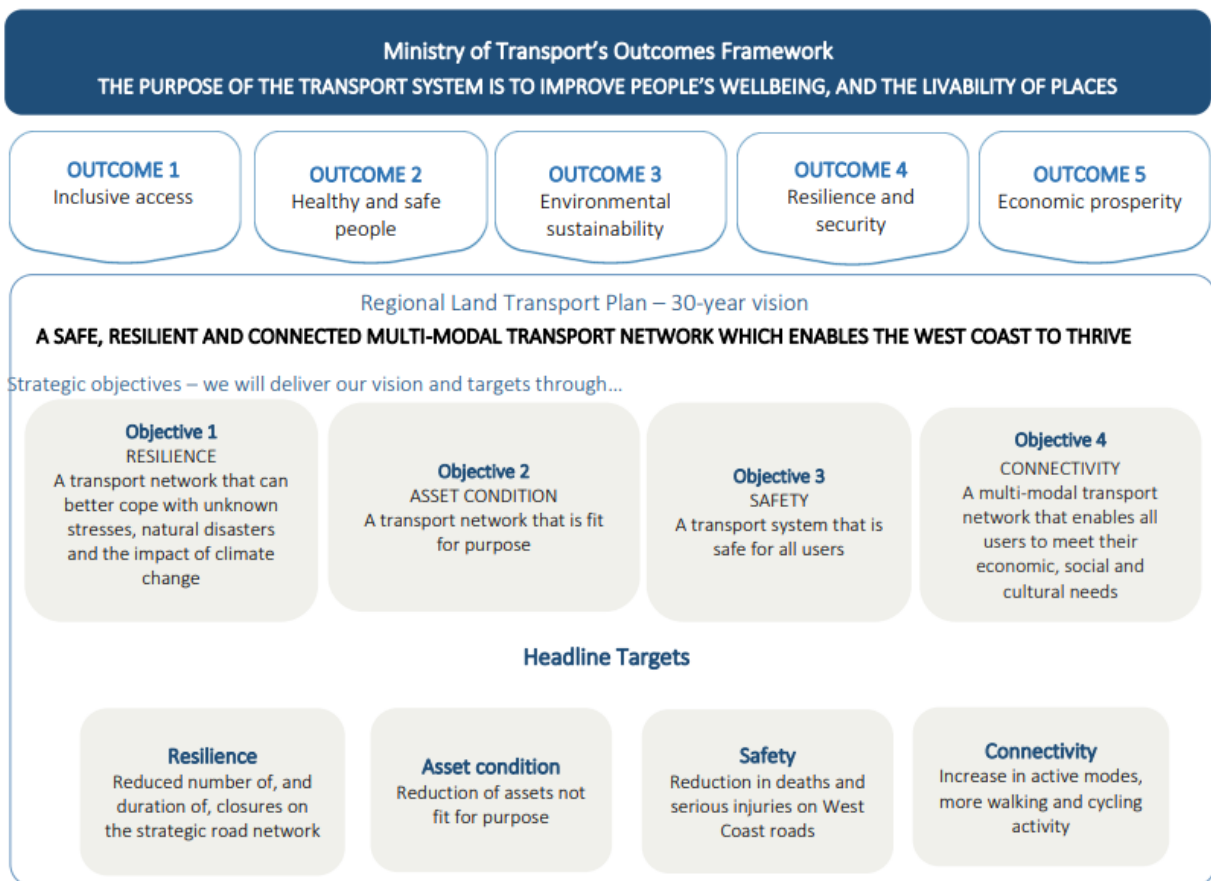 Ministry of Transport's Outcomes Framework
THE PURPOSE OF THE TRANSPORT SYSTEM IS TO IMPROVE PEOPLE'S WELLBEING, AND THE LIVABILITY OF PLACES
OUTCOME 1
Inclusive access
OUTCOME 2
Healthy and safe
people
OUTCOME 3
Environmental
sustainability
OUTCOME 4
Resilience and
security
OUTCOME 5
Economic prosperity
Regional Land Transport Plan – 30-year vision
A SAFE, RESILIENT AND CONNECTED MULTI-MODAL TRANSPORT NETWORK WHICH ENABLES THE WEST COAST TO THRIVE
Strategic objectives – we will deliver our vision and targets through…
Objective 1
RESILIENCE
A transport network that can
better cope with unknown
stresses, natural disasters
and the impact of climate
change
Objective 2
ASSET CONDITION
A transport network that is fit
for purpose
Objective 3
SAFETY
A transport system that is
safe for all users
Objective 4
CONNECTIVITY
A multi-modal transport
network that enables all
users to meet their
economic, social and
cultural needs
Headline Targets
Resilience
Reduced number of, and
duration of, closures on
the strategic road network
Asset condition
Reduction of assets not
fit for purpose
Safety
Reduction in deaths and
serious injuries on West
Coast roads
Connectivity
Increase in active modes,
more walking and cycling
activity